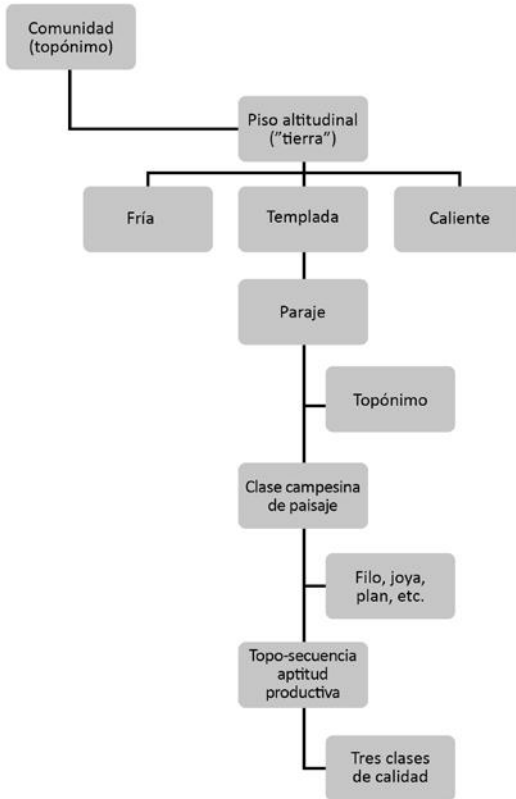 Comunidad
(topónimo)
Piso altitudinal
("tierra")
Fría
Templada
Caliente
Paraje
Topónimo
Clase campesina
de paisaje
Filo, joya,
plan, etc.
Topo-secuencia
aptitud
productiva
Tres clases
de calidad